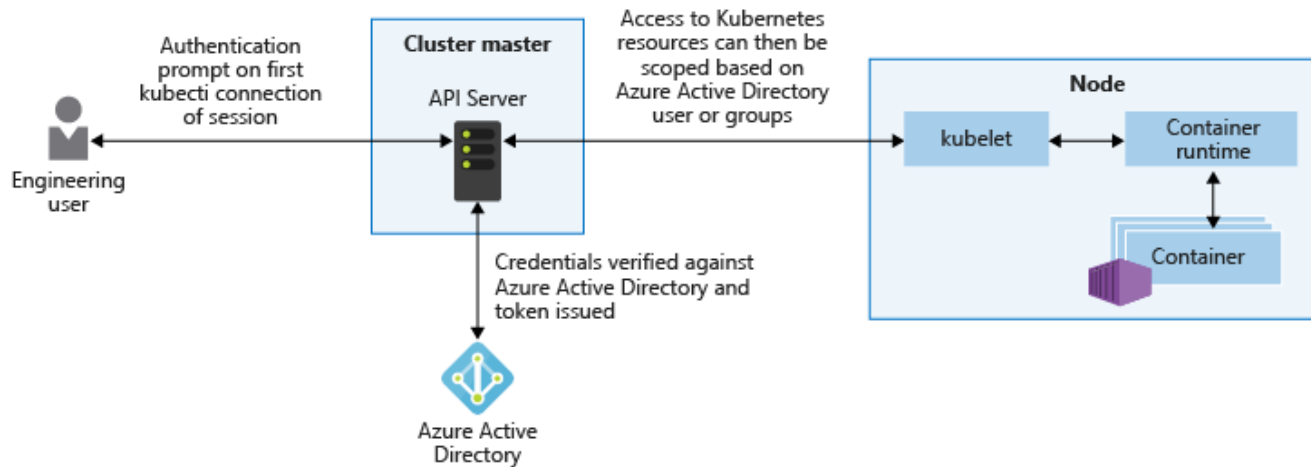 Authentication
prompt on first
kubecti connection
of session
Engineering
user
Cluster master
API Server
Access to Kubernetes
resources can then be
scoped based on
Azure Active Directory
user or groups
Credentials verified against
Azure Active Directory and
token issued
Azure Active
Directory
Node
kubelet
Container
runtime
Container